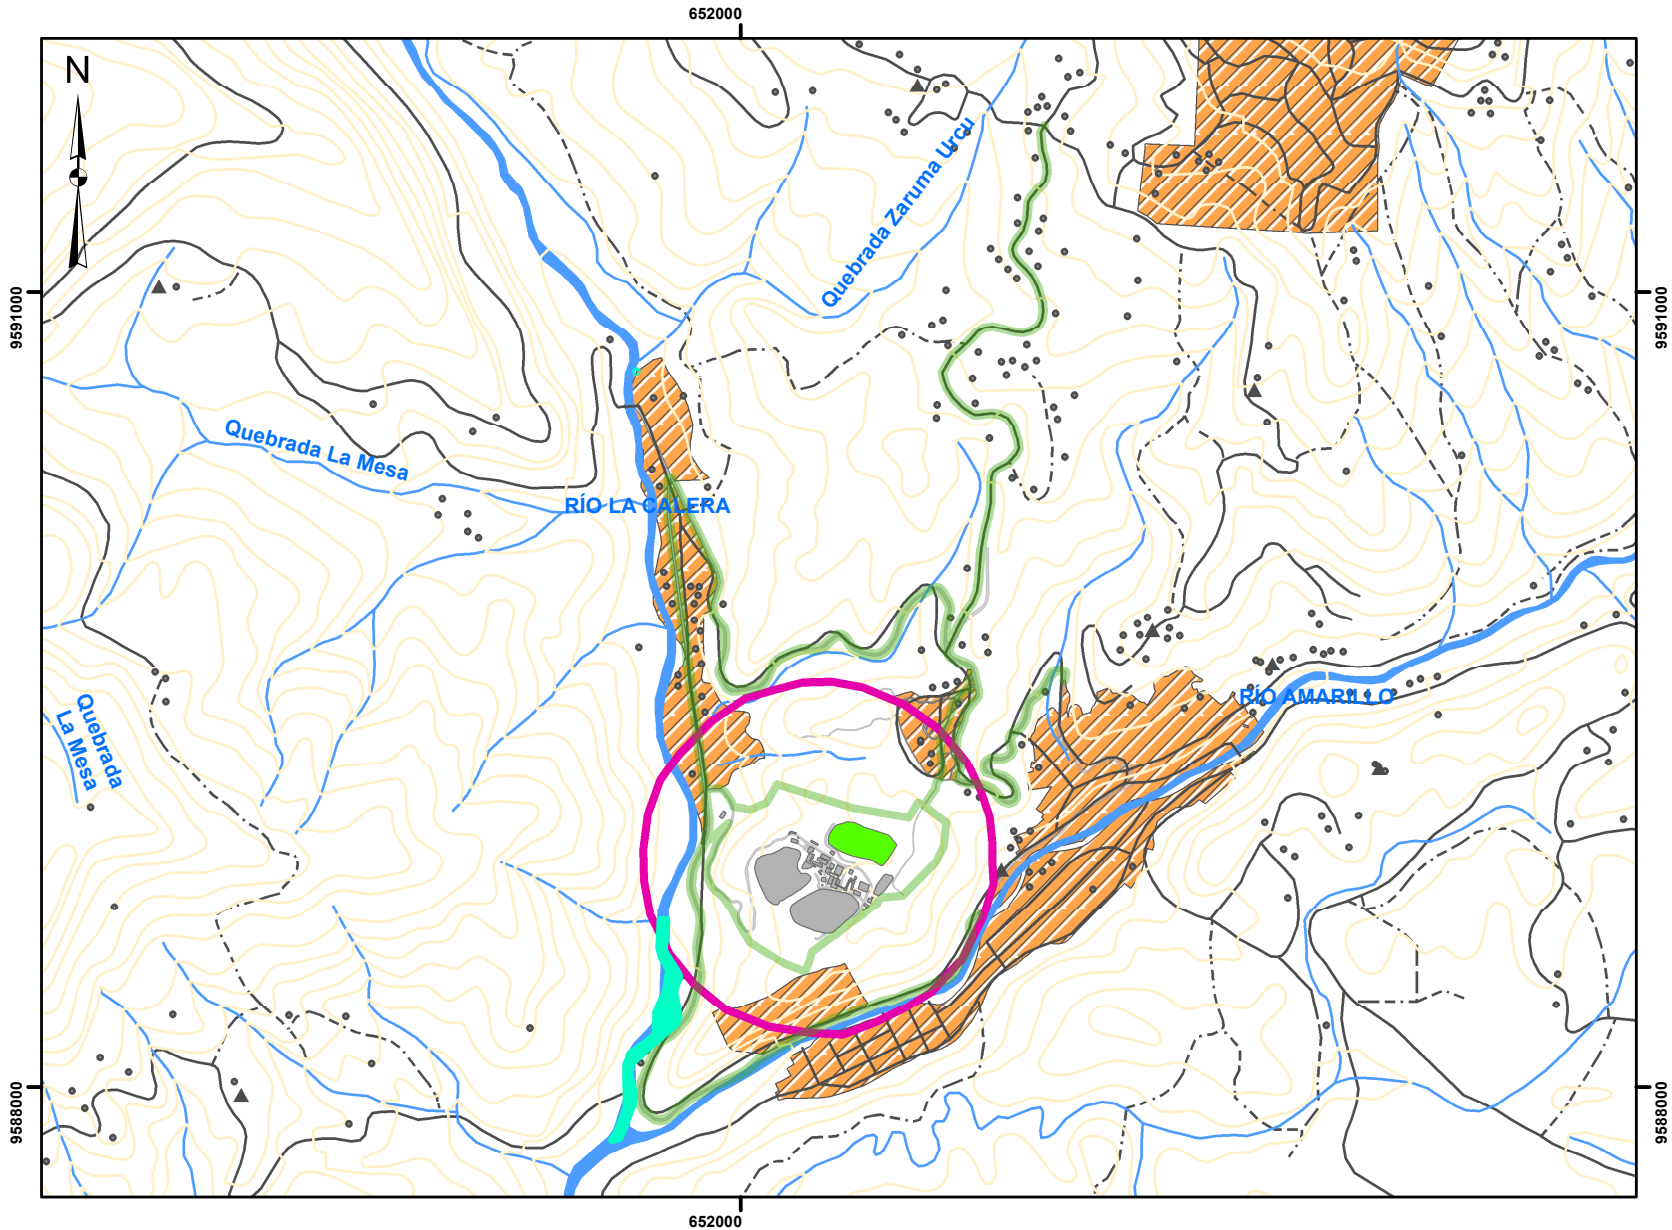 652000
N
Quebrada Zaruma Urcu
9591000
9591000
Quebrada La Mesa
RÍO LA CALERA
Quebrada
La Mesa
RÍO AMARILLO
9588000
9588000
652000